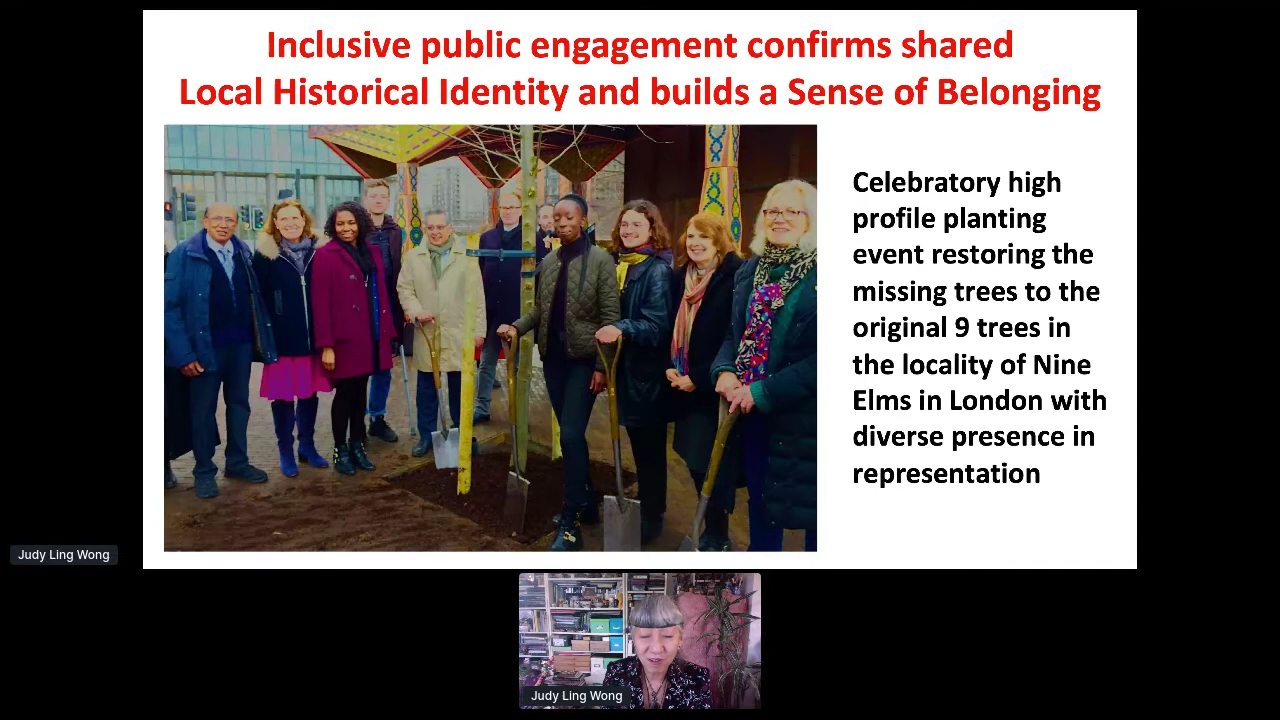 Inclusive public engagement confirms shared
Local Historical Identity and builds a Sense of Belonging
Celebratory high
profile planting
event restoring the
missing trees to the
original 9 trees in
the locality of Nine
Elms in London with
diverse presence in
representation
Judy Ling Wong
Judy Ling Wong